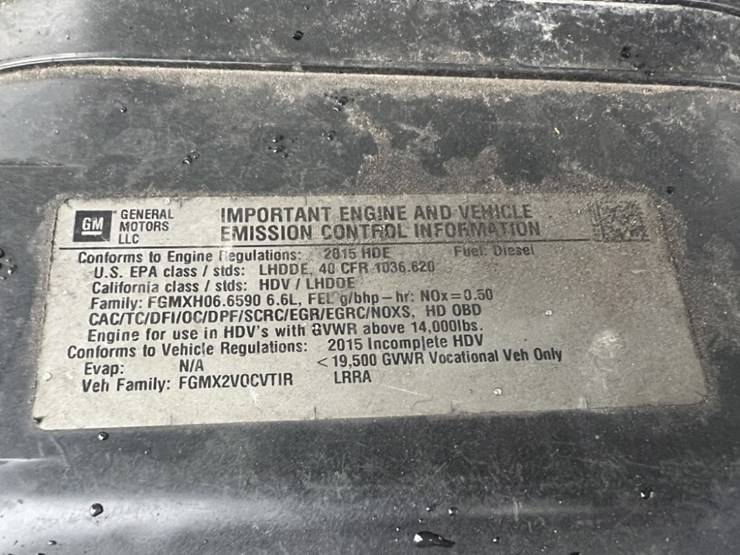 GM GENERAL MOTORS LLC
IMPORTANT ENGINE AND VEHICLE
EMISSION CONTROL INFORMATION
Conforms to Engine Regulations: 2015 HDE Fuel: Diesel
U.S. EPA class / stds: LHDDE, 40 CFR 1036.620
California class / stds: HDV / LHDDE
Family: FGMXH06.6590 6.6L, FEL g/bhp-hr: NOx=0.50
CAC/TC/DFI/OC/DPF/SCRC/EGR/EGRC/NOXS, HD OBD
Engine for use in HDV's with GVWR above 14,000lbs.
Conforms to Vehicle Regulations: 2015 Incomplete HDV
Evap: N/A <19,500 GVWR Vocational Veh Only
Veh Family: FGMX2VOCVTIR LRRA